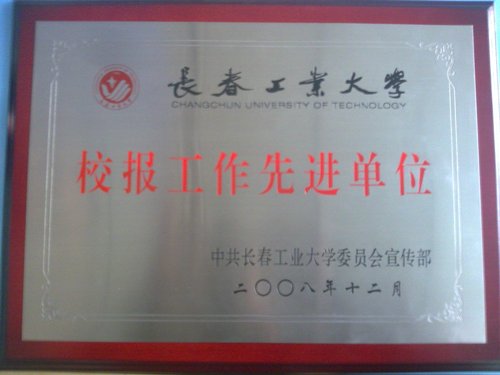 長春工業大學
CHANGCHUN UNIVERSITY OF TECHNOLOGY
校报工作先进单位
中共长春工业大学委员会宣传部
二〇〇八年十二月